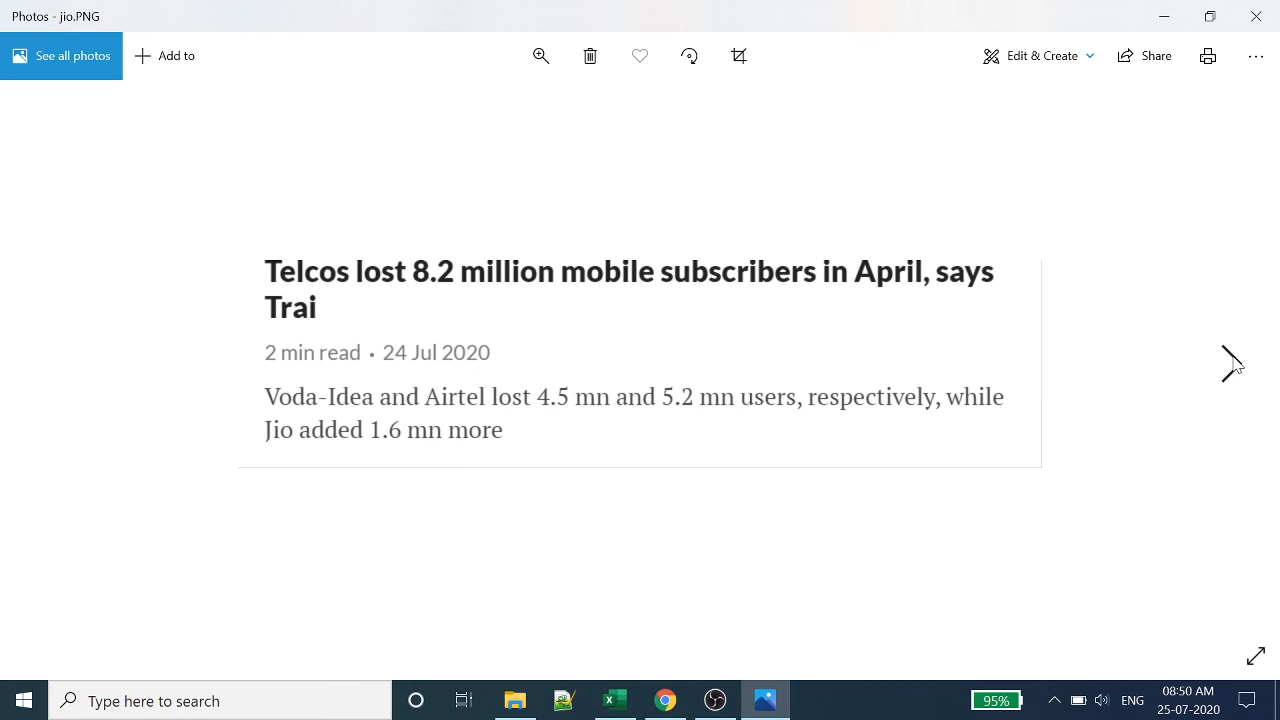 Photos - jio.PNG
See all photos
Add to
Edit & Create
Share
Telcos lost 8.2 million mobile subscribers in April, says
Trai
2 min read • 24 Jul 2020
Voda-Idea and Airtel lost 4.5 mn and 5.2 mn users, respectively, while
Jio added 1.6 mn more
Type here to search
95%
ENG
08:50 AM
25-07-2020